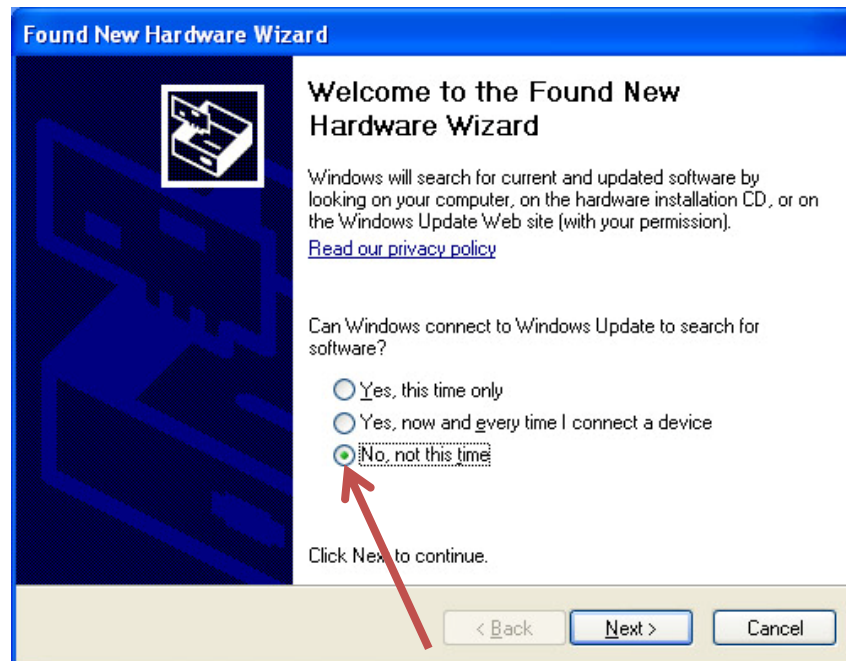 Found New Hardware Wizard
Welcome to the Found New
Hardware Wizard
Windows will search for current and updated software by
looking on your computer, on the hardware installation CD, or on
the Windows Update Web site (with your permission).
Read our privacy policy
Can Windows connect to Windows Update to search for
software?
Yes, this time only
Yes, now and every time I connect a device
No, not this time
Click Next to continue.
< Back
Next >
Cancel